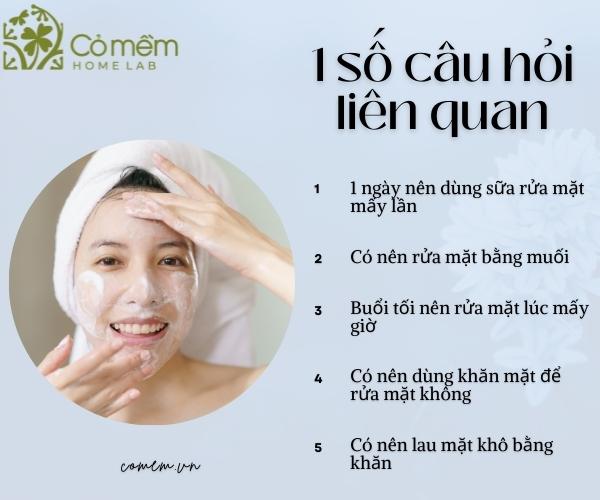 Cỏ mềm
HOME LAB
1 số câu hỏi
liên quan
1 1 ngày nên dùng sữa rửa mặt
mấy lần
2 Có nên rửa mặt bằng muối
3 Buổi tối nên rửa mặt lúc mấy
giờ
4 Có nên dùng khăn mặt để
rửa mặt không
5 Có nên lau mặt khô bằng
khăn
comem.vn